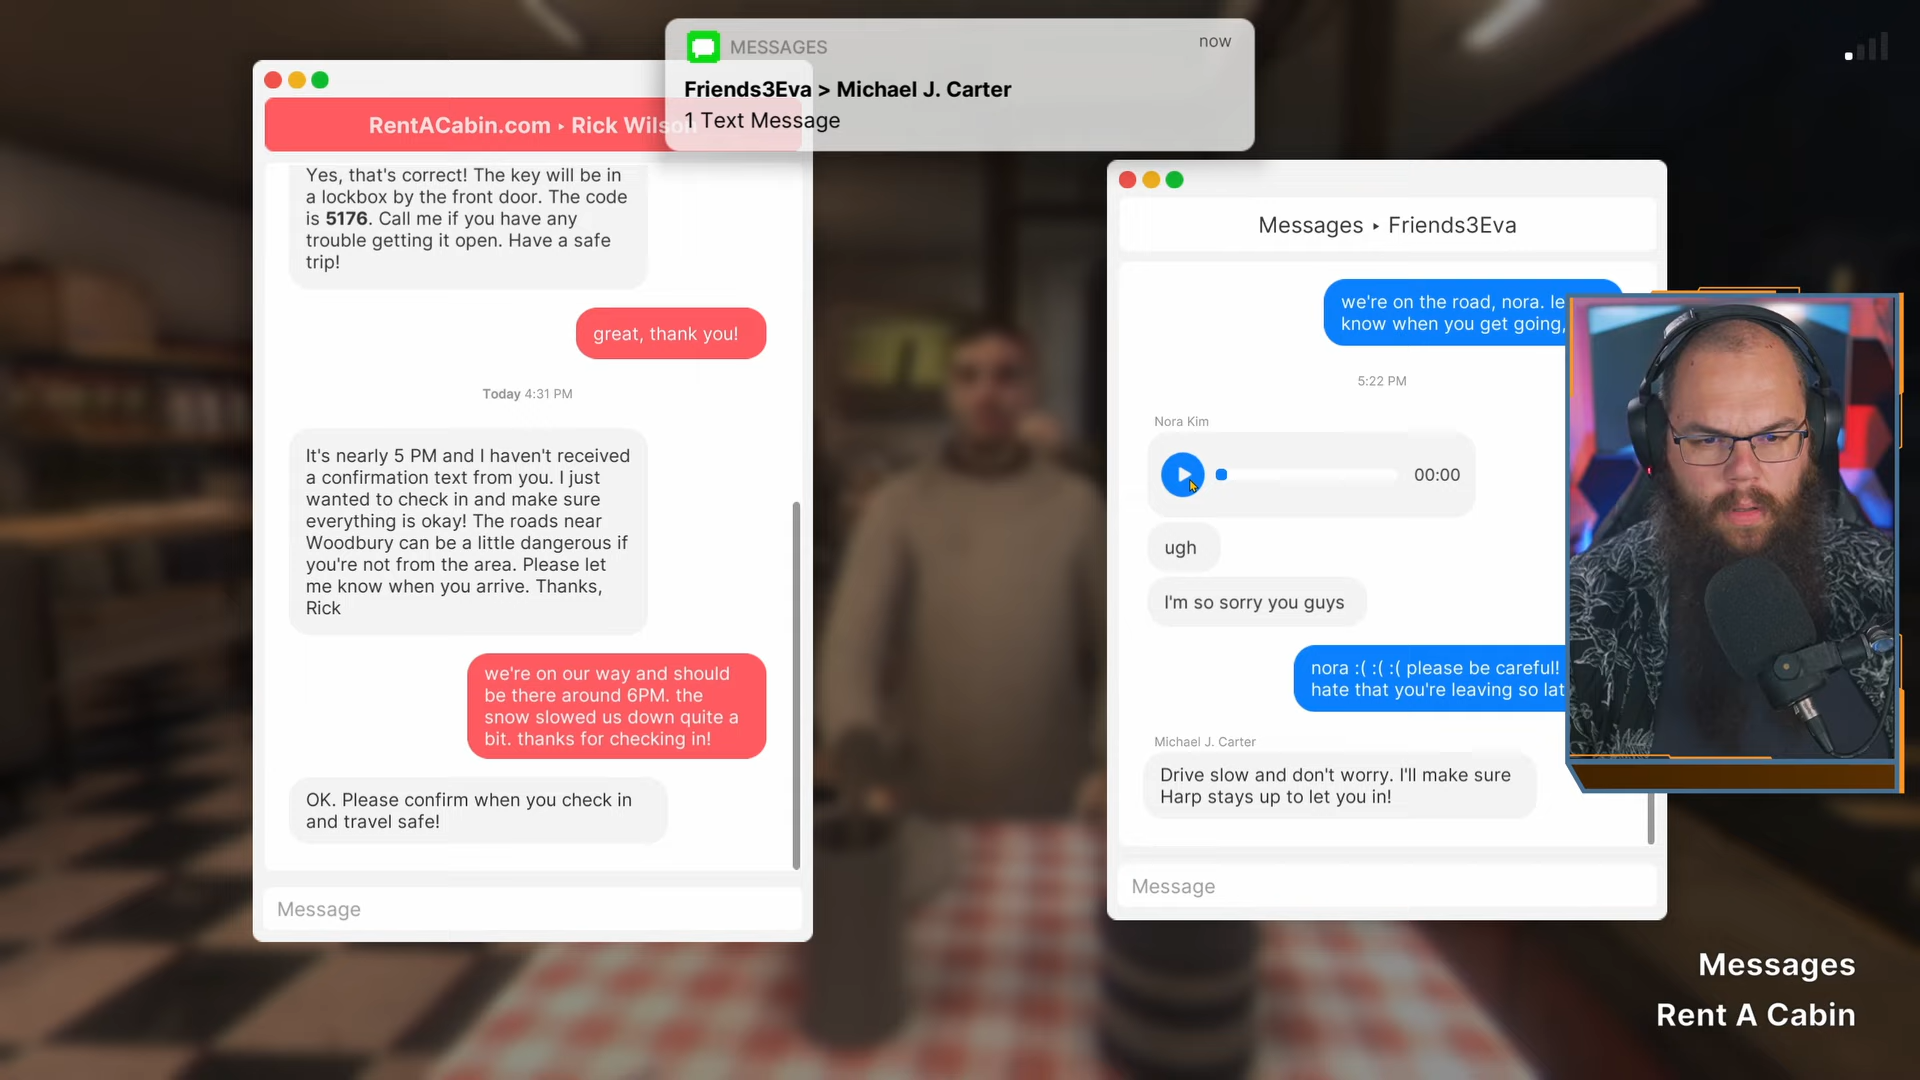 MESSAGES
now
Friends3Eva > Michael J. Carter
1 Text Message
RentACabin.com ▸ Rick Wilson
Yes, that's correct! The key will be in
a lockbox by the front door. The code
is 5176. Call me if you have any
trouble getting it open. Have a safe
trip!
great, thank you!
Today 4:31 PM
It's nearly 5 PM and I haven't received
a confirmation text from you. I just
wanted to check in and make sure
everything is okay! The roads near
Woodbury can be a little dangerous if
you're not from the area. Please let
me know when you arrive. Thanks,
Rick
we're on our way and should
be there around 6PM. the
snow slowed us down quite a
bit. thanks for checking in!
OK. Please confirm when you check in
and travel safe!
Message
Messages ▸ Friends3Eva
we're on the road, nora. le
know when you get going,
5:22 PM
Nora Kim
00:00
ugh
I'm so sorry you guys
nora :( :( :( please be careful!
hate that you're leaving so lat
Michael J. Carter
Drive slow and don't worry. I'll make sure
Harp stays up to let you in!
Message
Messages
Rent A Cabin